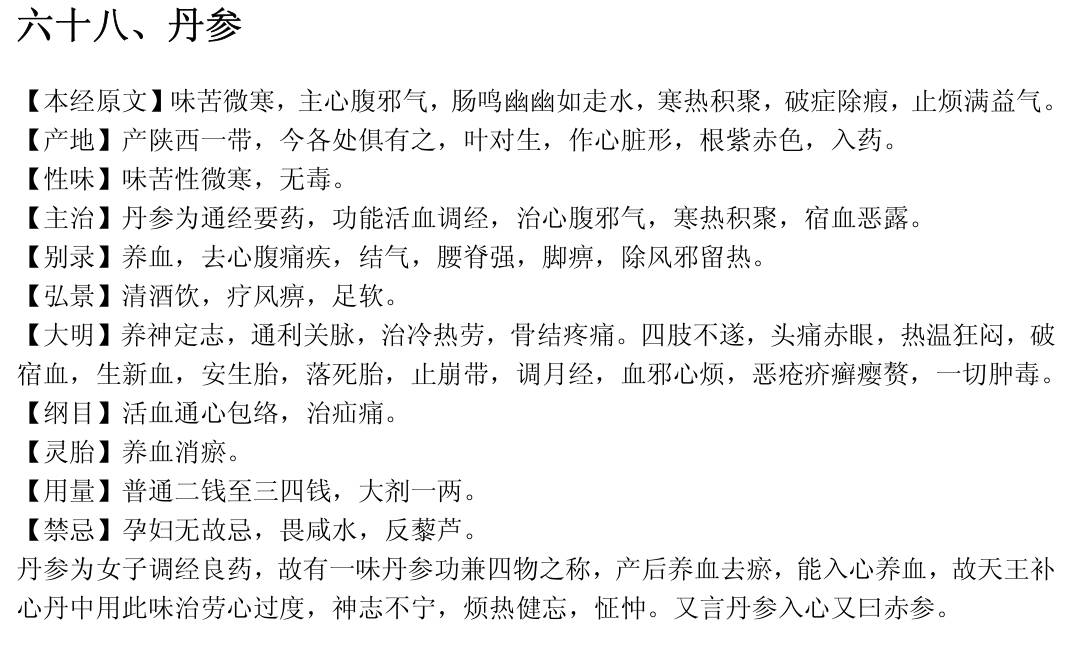 六十八、丹参
【本经原文】味苦微寒，主心腹邪气，肠鸣幽幽如走水，寒热积聚，破症除瘕，止烦满益气。
【产地】产陕西一带，今各处俱有之，叶对生，作心脏形，根紫赤色，入药。
【性味】味苦性微寒，无毒。
【主治】丹参为通经要药，功能活血调经，治心腹邪气，寒热积聚，宿血恶露。
【别录】养血，去心腹痛疾，结气，腰脊强，脚痹，除风邪留热。
【弘景】清酒饮，疗风痹，足软。
【大明】养神定志，通利关脉，治冷热劳，骨结疼痛。四肢不遂，头痛赤眼，热温狂闷，破
宿血，生新血，安生胎，落死胎，止崩带，调月经，血邪心烦，恶疮疥癣瘿赘，一切肿毒。
【纲目】活血通心包络，治疝痛。
【灵胎】养血消瘀。
【用量】普通二钱至三四钱，大剂一两。
【禁忌】孕妇无故忌，畏咸水，反藜芦。
丹参为女子调经良药，故有一味丹参功兼四物之称，产后养血去瘀，能入心养血，故天王补
心丹中用此味治劳心过度，神志不宁，烦热健忘，怔忡。又言丹参入心又曰赤参。